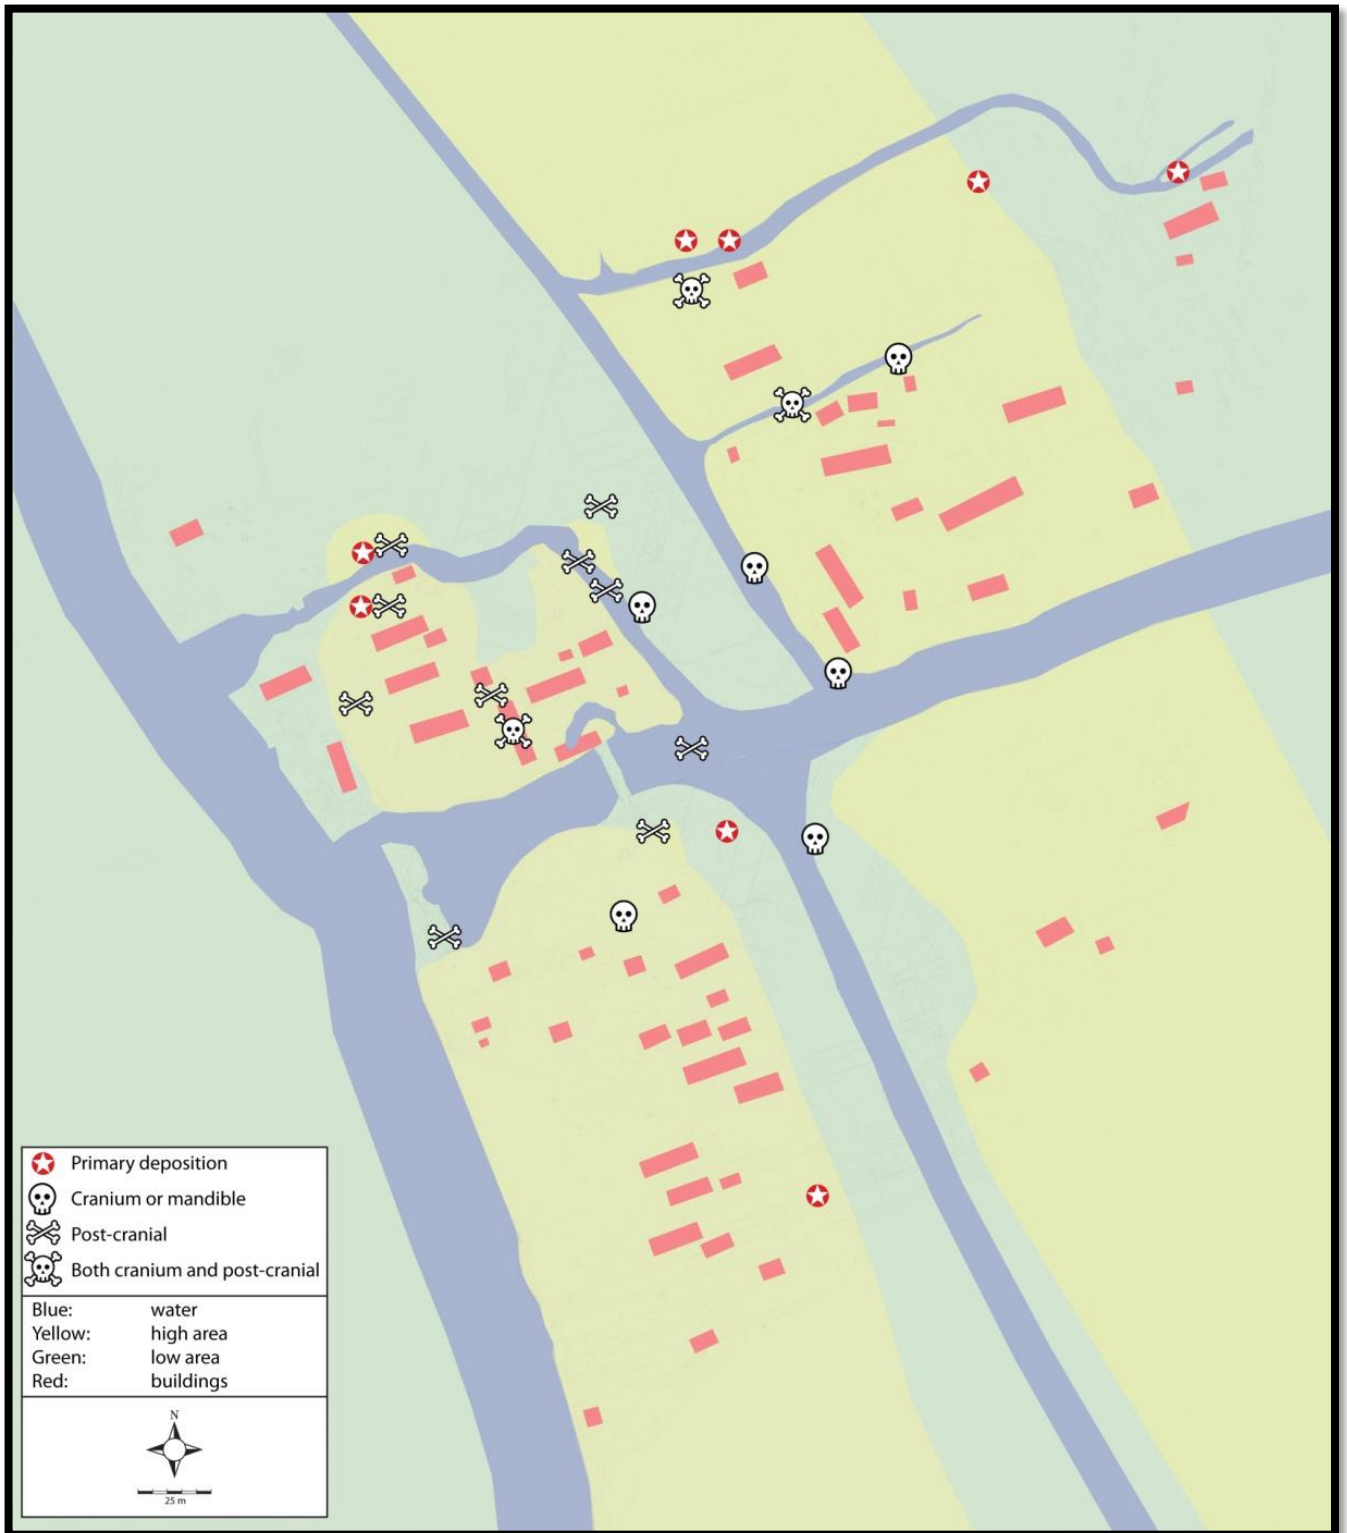 Primary deposition
Cranium or mandible
Post-cranial
Both cranium and post-cranial
Blue: water
Yellow: high area
Green: low area
Red: buildings
N
25 m